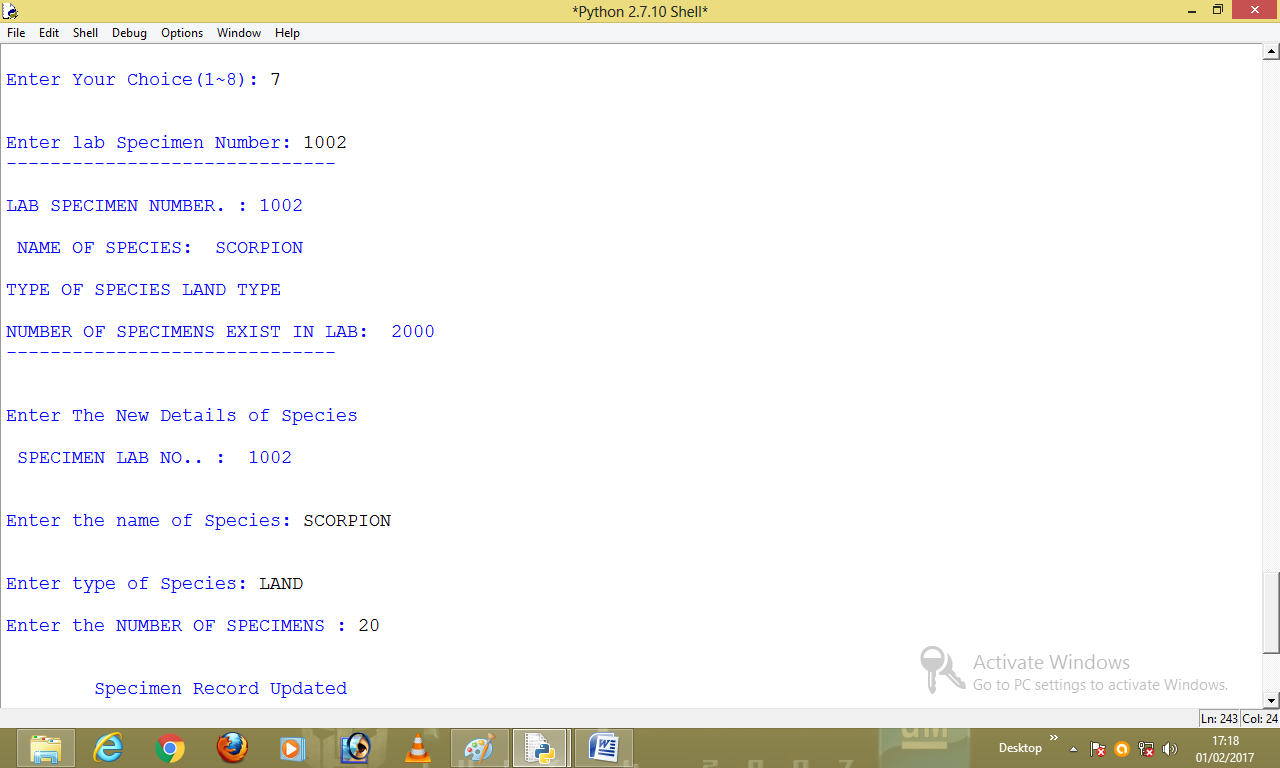 *Python 2.7.10 Shell*
File Edit Shell Debug Options Window Help
Enter Your Choice(1~8): 7
Enter lab Specimen Number: 1002
------------------------------
LAB SPECIMEN NUMBER. : 1002
NAME OF SPECIES:  SCORPION
TYPE OF SPECIES LAND TYPE
NUMBER OF SPECIMENS EXIST IN LAB:  2000
------------------------------
Enter The New Details of Species
SPECIMEN LAB NO.. :  1002
Enter the name of Species: SCORPION
Enter type of Species: LAND
Enter the NUMBER OF SPECIMENS : 20
Specimen Record Updated
Activate Windows
Go to PC settings to activate Windows.
Ln: 243 Col: 24
Desktop
17:18
01/02/2017